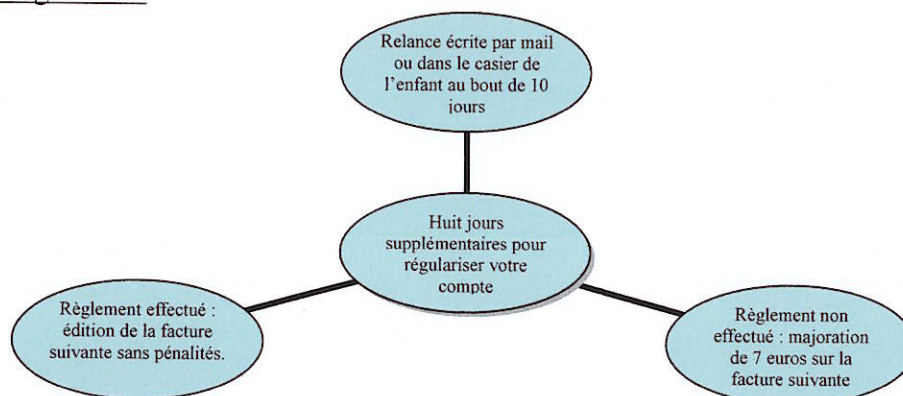 Relance écrite par mail
ou dans le casier de
l'enfant au bout de 10
jours
Huit jours
supplémentaires pour
régulariser votre
compte
Règlement effectué :
édition de la facture
suivante sans pénalités.
Règlement non
effectué : majoration
de 7 euros sur la
facture suivante